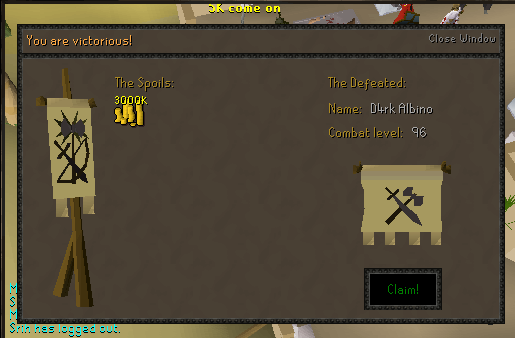 SK come on
You are victorious!
Close Window
The Spoils:
3000K
The Defeated:
Name: D4rk Albino
Combat level: 96
Claim!
has logged out.